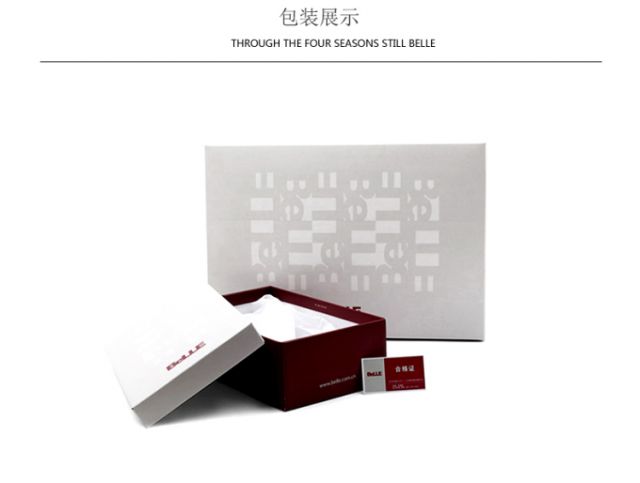 包装展示
THROUGH THE FOUR SEASONS STILL BELLE
BeLLE
www.belle.com.cn
BeLLE
合格证